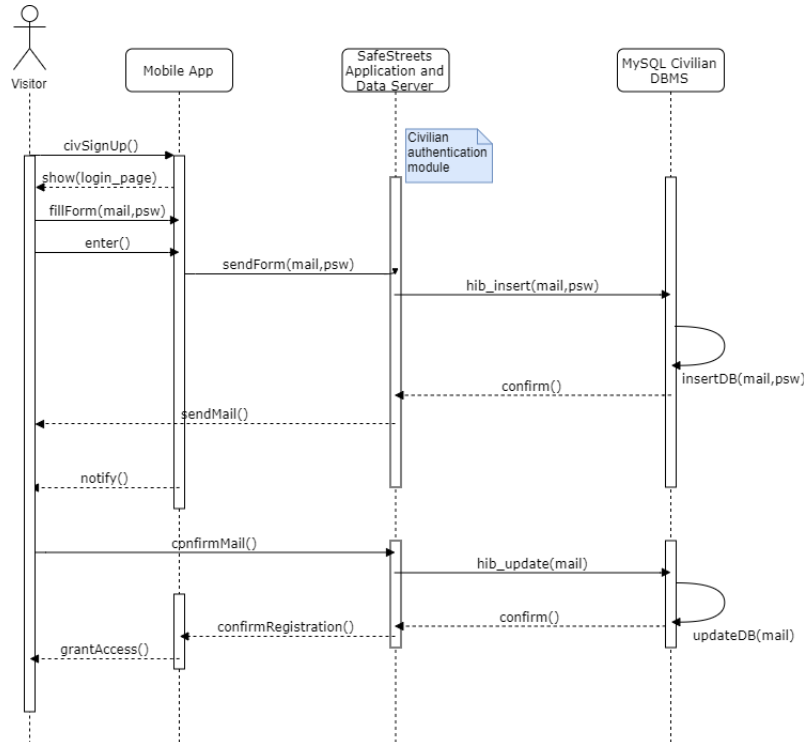 Visitor
Mobile App
SafeStreets
Application and
Data Server
MySQL Civilian
DBMS
Civilian
authentication
module
civSignUp()
show(login_page)
fillForm(mail,psw)
enter()
sendForm(mail,psw)
hib_insert(mail,psw)
insertDB(mail,psw)
confirm()
sendMail()
notify()
confirmMail()
hib_update(mail)
confirm()
updateDB(mail)
confirmRegistration()
grantAccess()